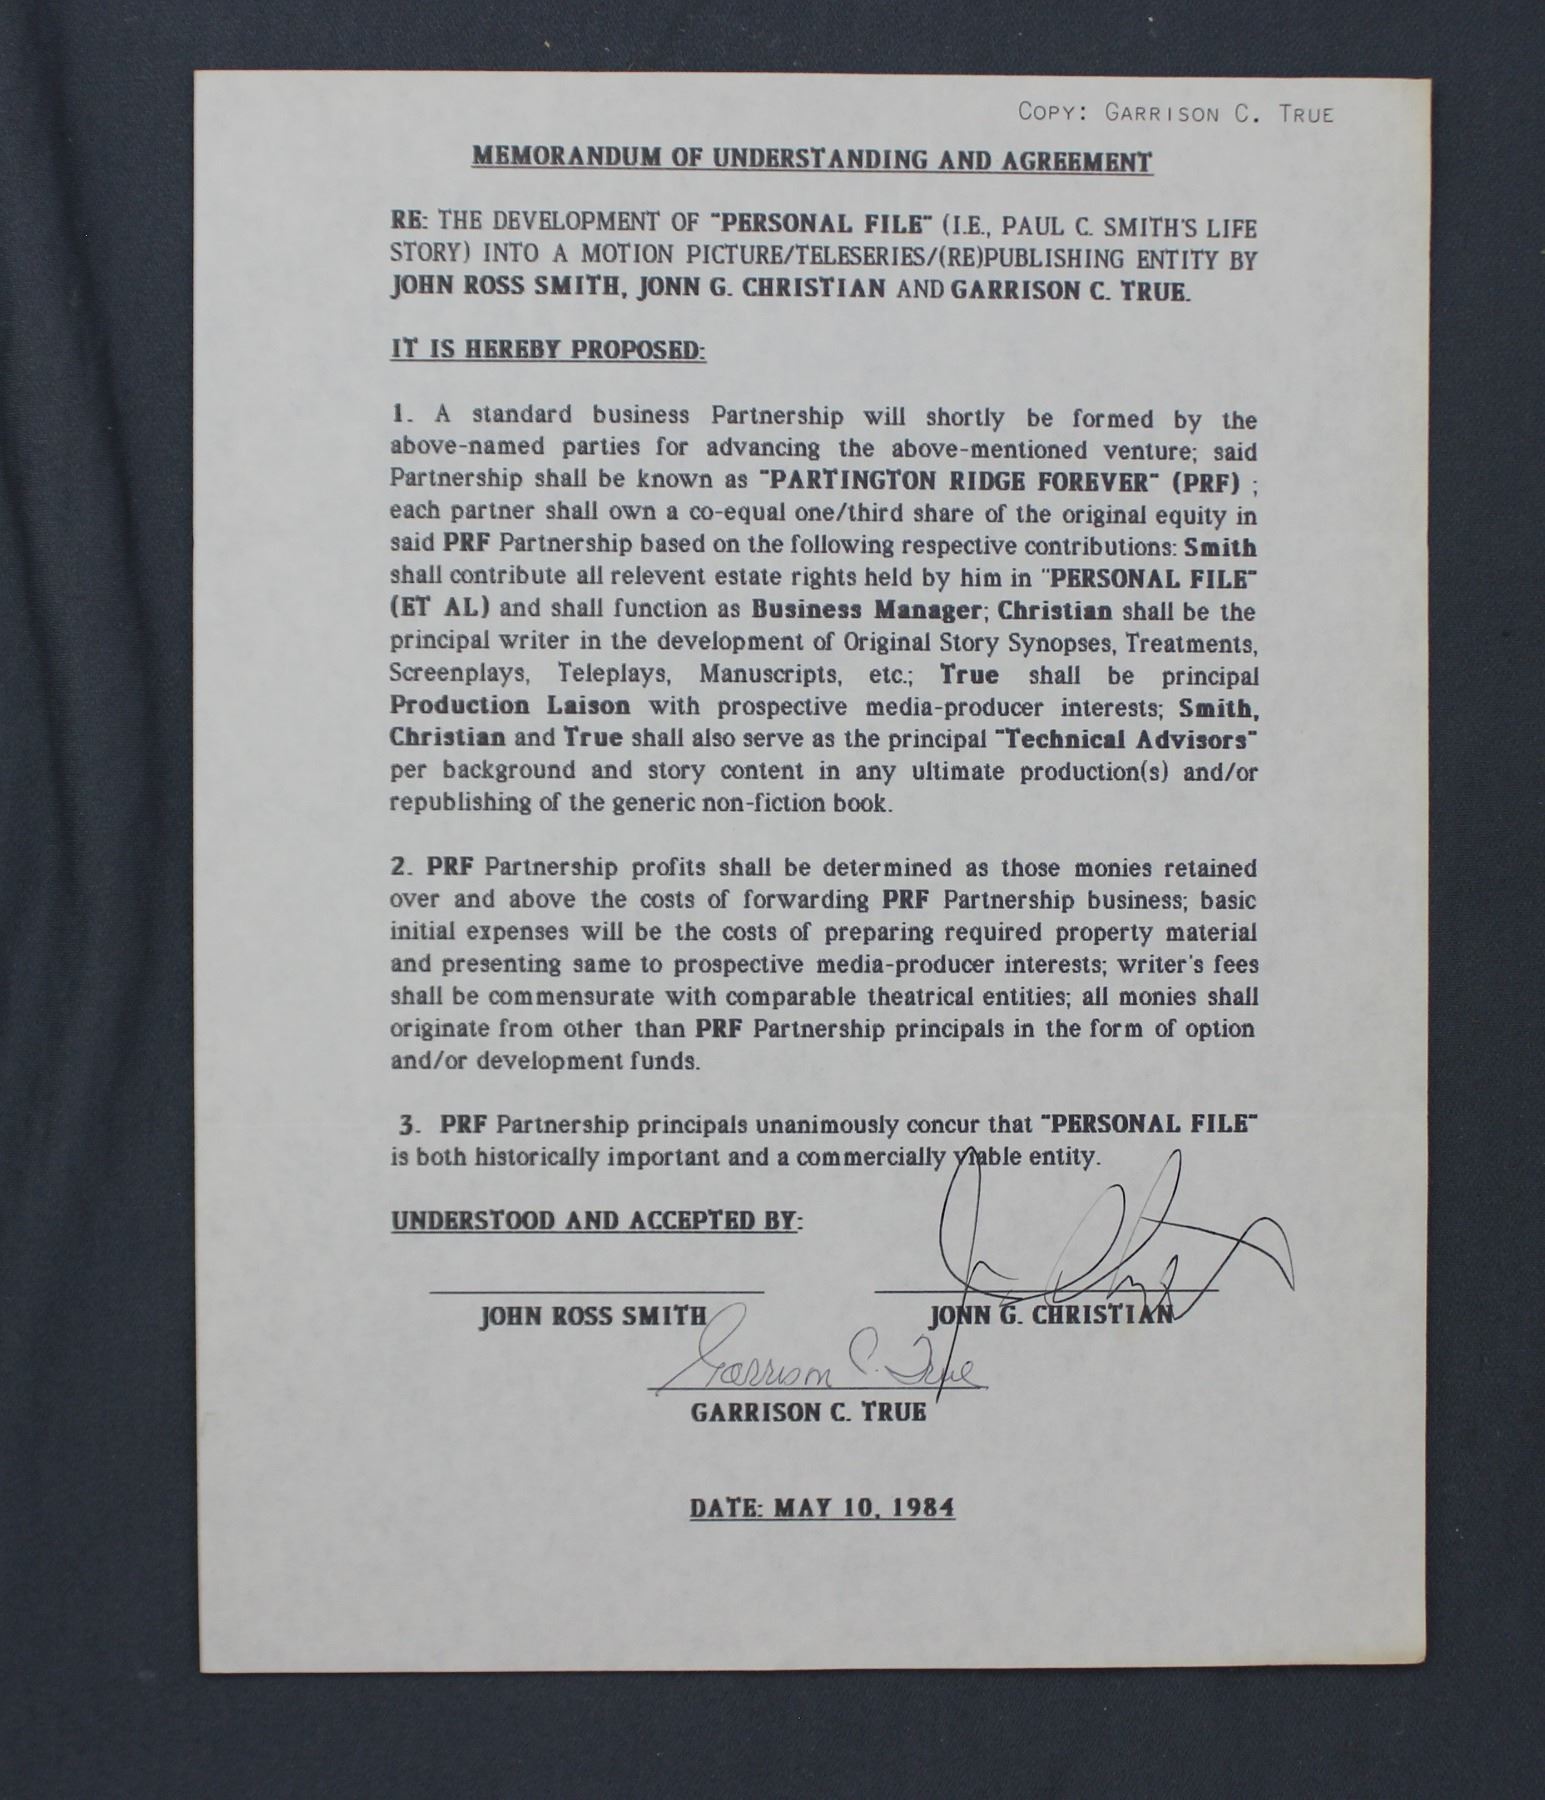 COPY: GARRISON C. TRUE
MEMORANDUM OF UNDERSTANDING AND AGREEMENT
RE: THE DEVELOPMENT OF "PERSONAL FILE" (I.E., PAUL C. SMITH'S LIFE
STORY) INTO A MOTION PICTURE/TELESERIES/(RE)PUBLISHING ENTITY BY
JOHN ROSS SMITH, JONN G. CHRISTIAN AND GARRISON C. TRUE.
IT IS HEREBY PROPOSED:
1. A standard business Partnership will shortly be formed by the
above-named parties for advancing the above-mentioned venture; said
Partnership shall be known as "PARTINGTON RIDGE FOREVER" (PRF) ;
each partner shall own a co-equal one/third share of the original equity in
said PRF Partnership based on the following respective contributions: Smith
shall contribute all relevent estate rights held by him in "PERSONAL FILE"
(ET AL) and shall function as Business Manager; Christian shall be the
principal writer in the development of Original Story Synopses, Treatments,
Screenplays, Teleplays, Manuscripts, etc.; True shall be principal
Production Laison with prospective media-producer interests; Smith,
Christian and True shall also serve as the principal "Technical Advisors"
per background and story content in any ultimate production(s) and/or
republishing of the generic non-fiction book.
2. PRF Partnership profits shall be determined as those monies retained
over and above the costs of forwarding PRF Partnership business; basic
initial expenses will be the costs of preparing required property material
and presenting same to prospective media-producer interests; writer's fees
shall be commensurate with comparable theatrical entities; all monies shall
originate from other than PRF Partnership principals in the form of option
and/or development funds.
3. PRF Partnership principals unanimously concur that "PERSONAL FILE"
is both historically important and a commercially viable entity.
UNDERSTOOD AND ACCEPTED BY:
JOHN ROSS SMITH
JONN G. CHRISTIAN
Garrison C. True
GARRISON C. TRUE
DATE: MAY 10, 1984